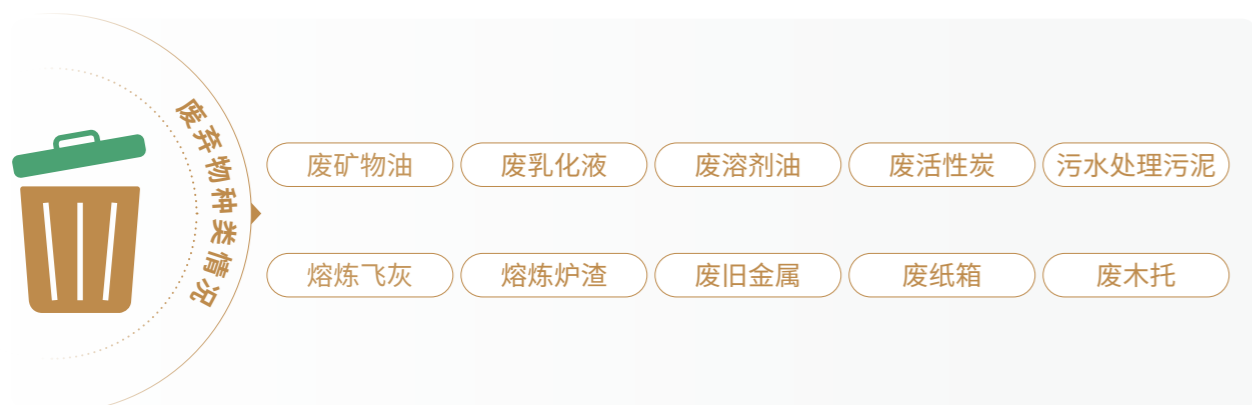 废弃物种类情况
废矿物油 废乳化液 废溶剂油 废活性炭 污水处理污泥
熔炼飞灰 熔炼炉渣 废旧金属 废纸箱 废木托